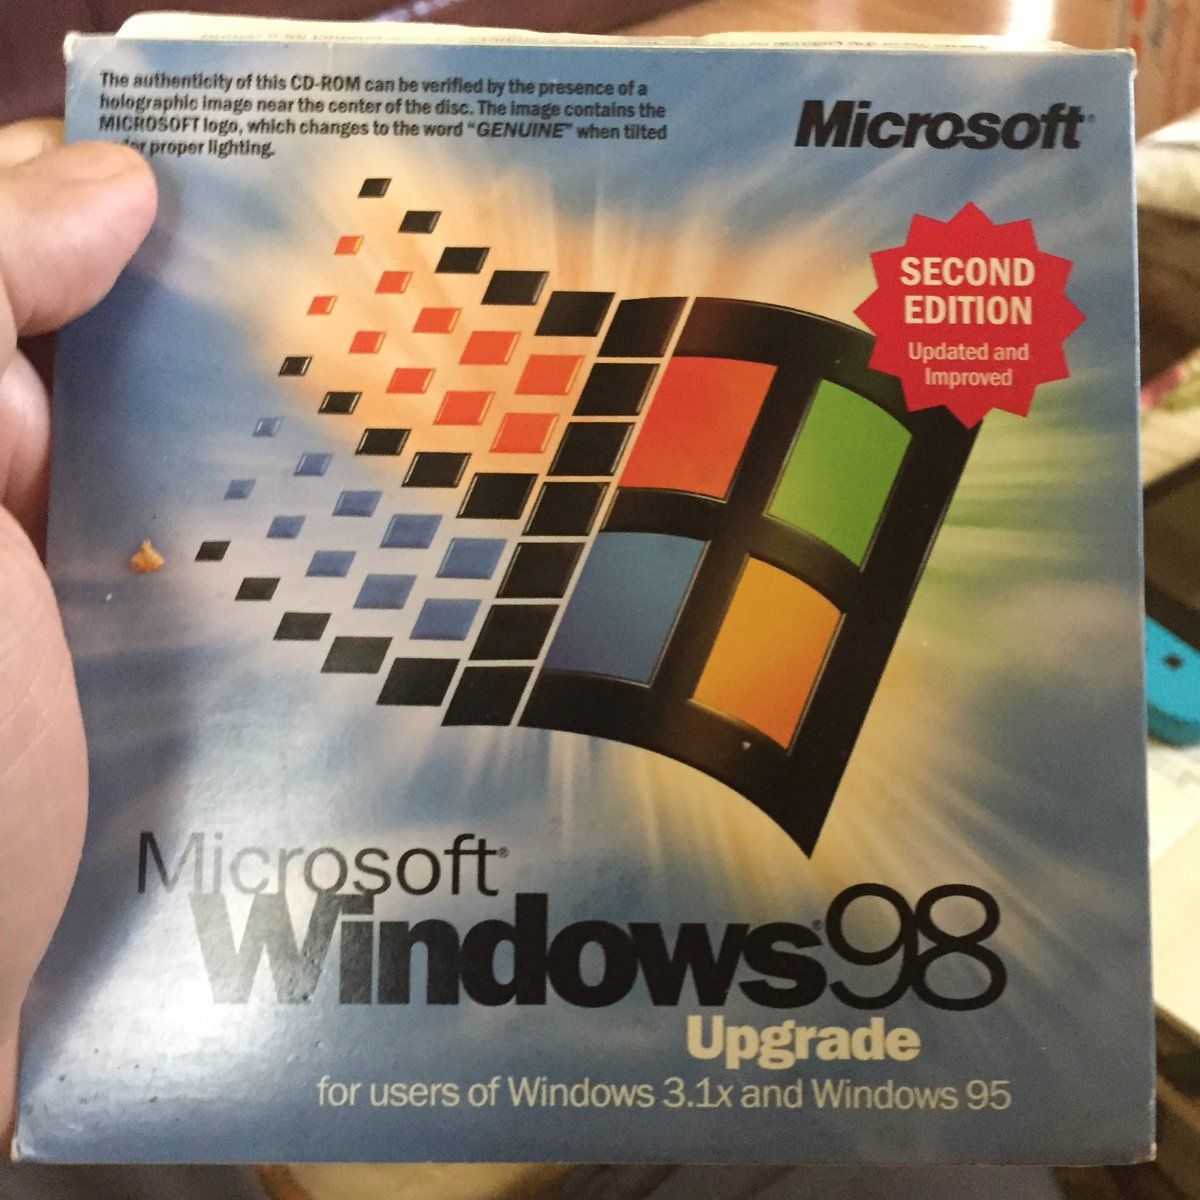 The authenticity of this CD-ROM can be verified by the presence of a
holographic image near the center of the disc. The image contains the
MICROSOFT logo, which changes to the word "GENUINE" when tilted
proper lighting.
Microsoft®
SECOND
EDITION
Updated and
Improved
Microsoft®
Windows®98
Upgrade
for users of Windows 3.1x and Windows 95